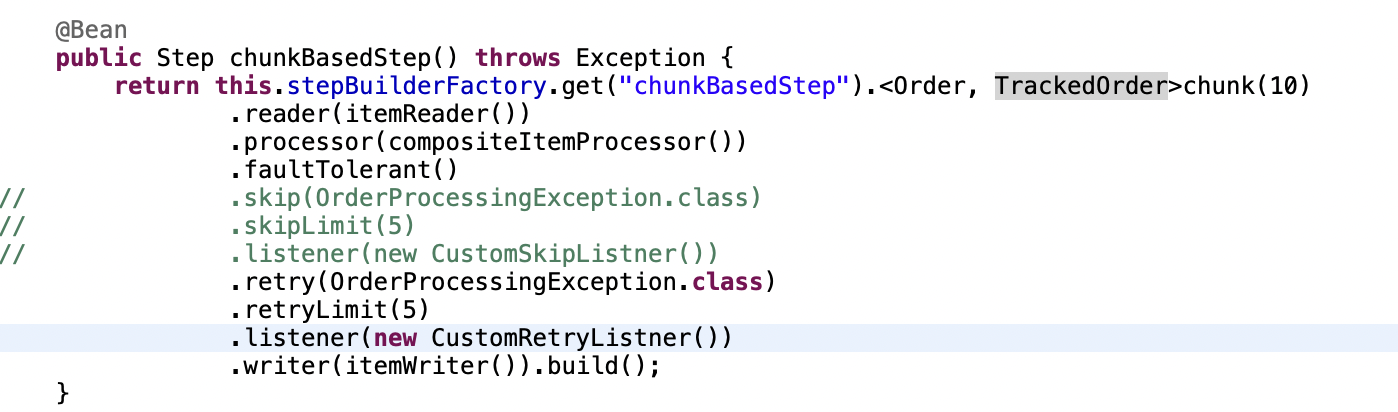 @Bean
public Step chunkBasedStep() throws Exception {
return this.stepBuilderFactory.get("chunkBasedStep").<Order, TrackedOrder>chunk(10)
.reader(itemReader())
.processor(compositeItemProcessor())
.faultTolerant()
// .skip(OrderProcessingException.class)
// .skipLimit(5)
// .listener(new CustomSkipListner())
.retry(OrderProcessingException.class)
.retryLimit(5)
.listener(new CustomRetryListner())
.writer(itemWriter()).build();
}